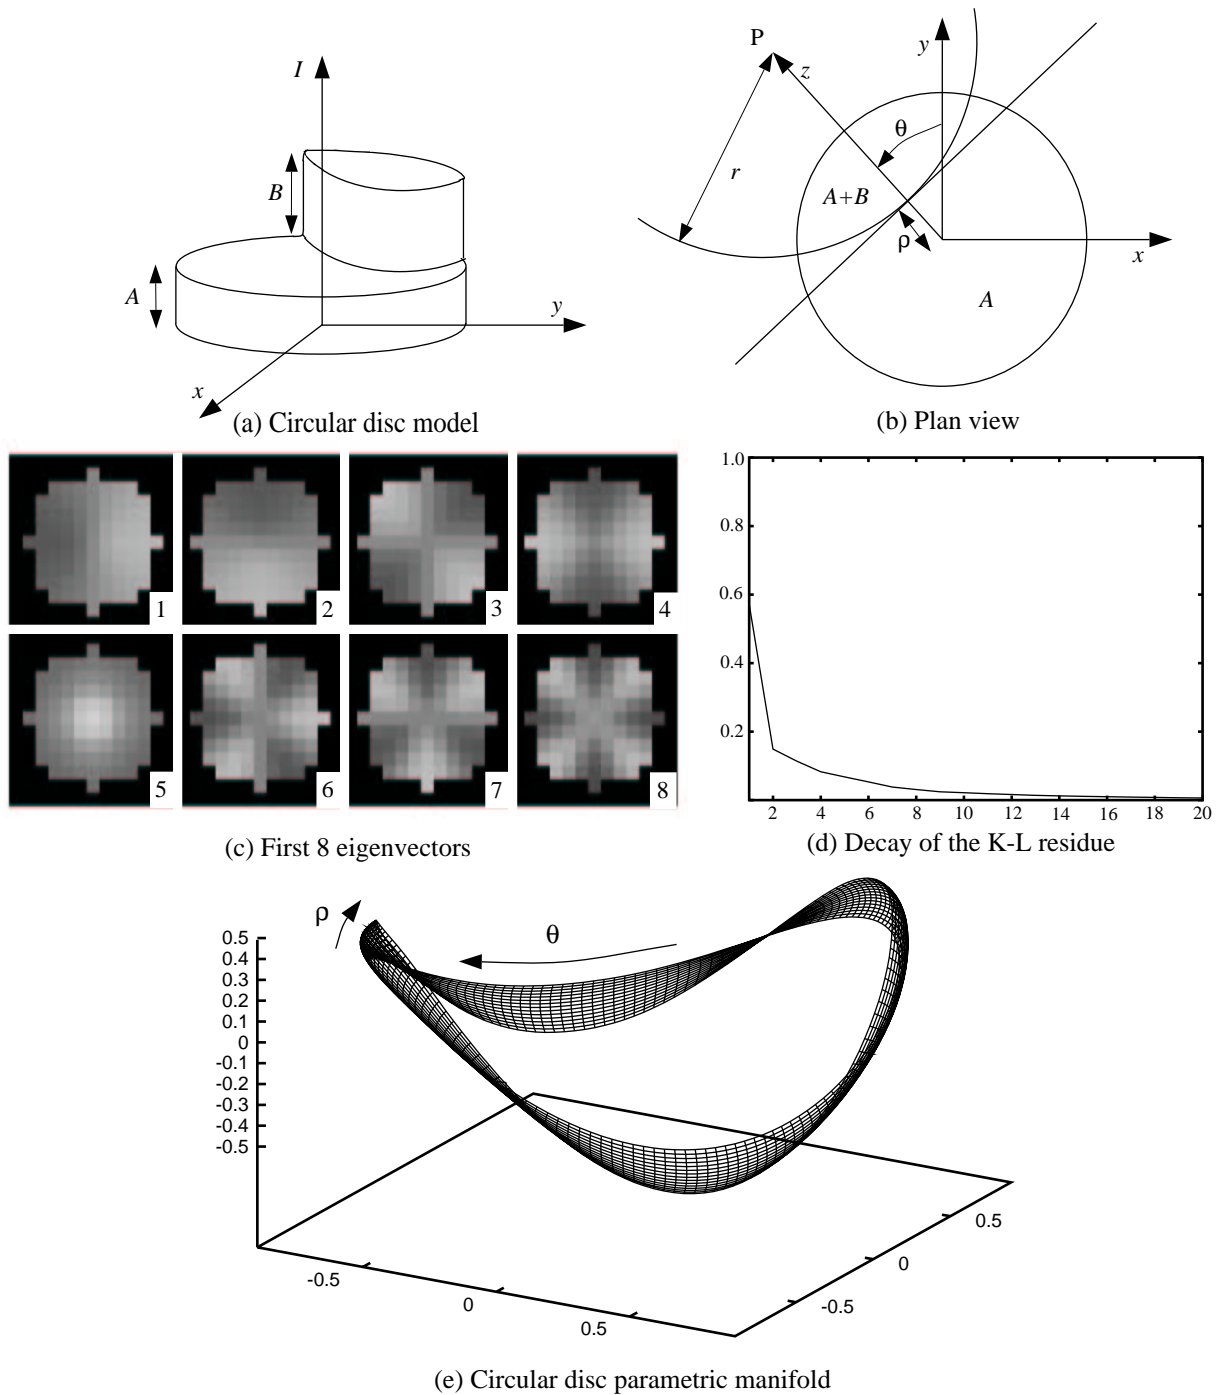 I
B
A
y
x
(a) Circular disc model
P
y
z
θ
r
A+B
ρ
x
A
(b) Plan view
1
2
3
4
5
6
7
8
(c) First 8 eigenvectors
1.0
0.8
0.6
0.4
0.2
2 4 6 8 10 12 14 16 18 20
(d) Decay of the K-L residue
ρ
θ
0.5
0.4
0.3
0.2
0.1
0
-0.1
-0.2
-0.3
-0.4
-0.5
-0.5
0
0.5
-0.5
0
0.5
(e) Circular disc parametric manifold